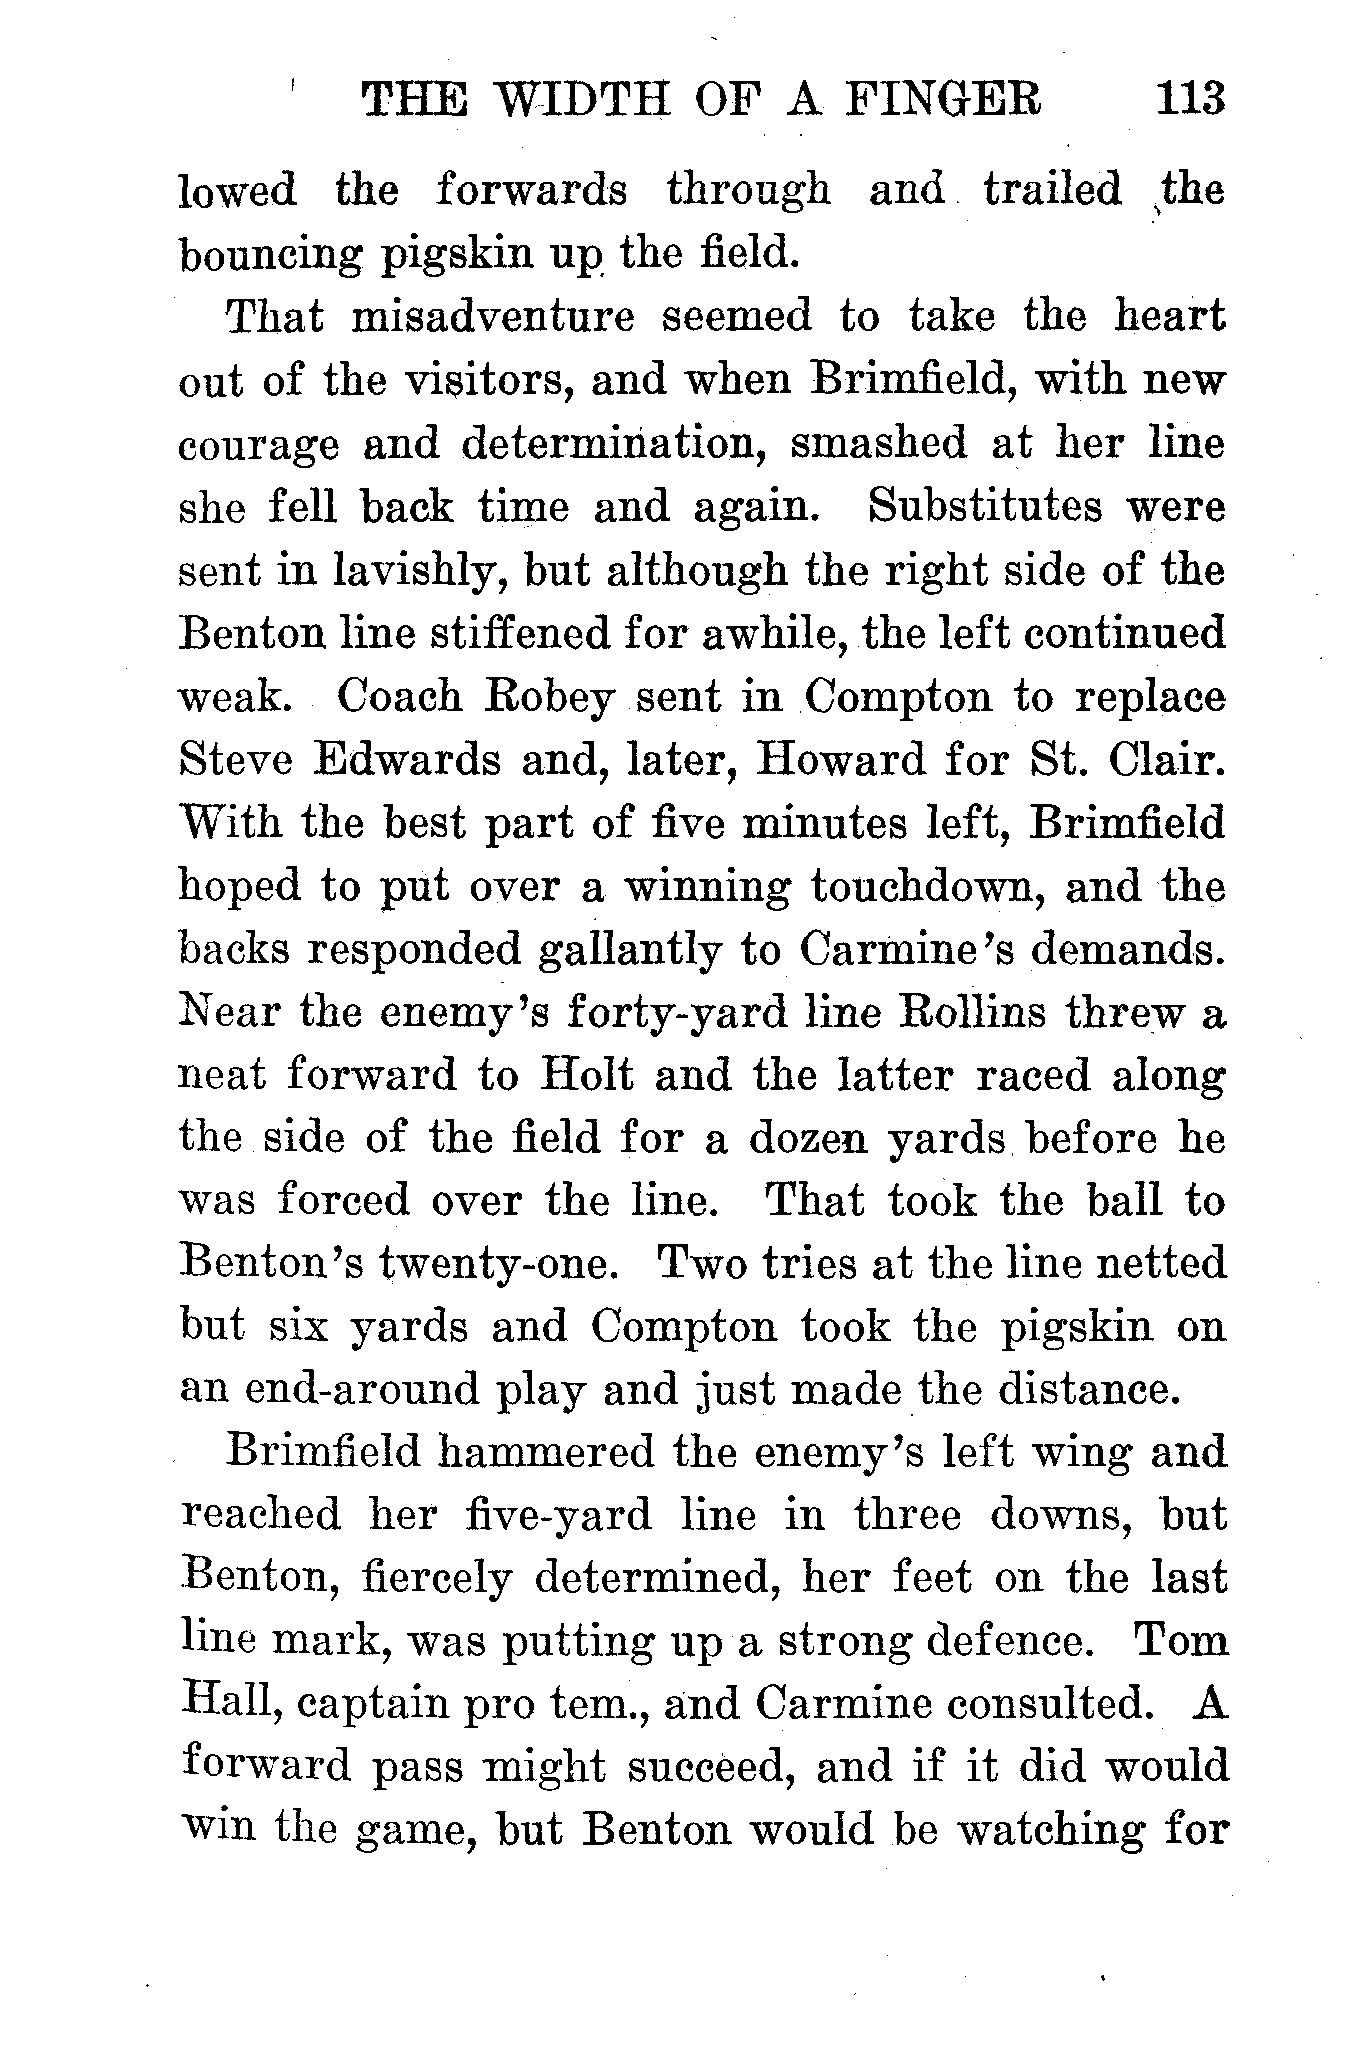 THE WIDTH OF A FINGER 113
lowed the forwards through and trailed the
bouncing pigskin up the field.
That misadventure seemed to take the heart
out of the visitors, and when Brimfield, with new
courage and determination, smashed at her line
she fell back time and again. Substitutes were
sent in lavishly, but although the right side of the
Benton line stiffened for awhile, the left continued
weak. Coach Robey sent in Compton to replace
Steve Edwards and, later, Howard for St. Clair.
With the best part of five minutes left, Brimfield
hoped to put over a winning touchdown, and the
backs responded gallantly to Carmine's demands.
Near the enemy's forty-yard line Rollins threw a
neat forward to Holt and the latter raced along
the side of the field for a dozen yards before he
was forced over the line. That took the ball to
Benton's twenty-one. Two tries at the line netted
but six yards and Compton took the pigskin on
an end-around play and just made the distance.
Brimfield hammered the enemy's left wing and
reached her five-yard line in three downs, but
Benton, fiercely determined, her feet on the last
line mark, was putting up a strong defence. Tom
Hall, captain pro tem., and Carmine consulted. A
forward pass might succeed, and if it did would
win the game, but Benton would be watching for